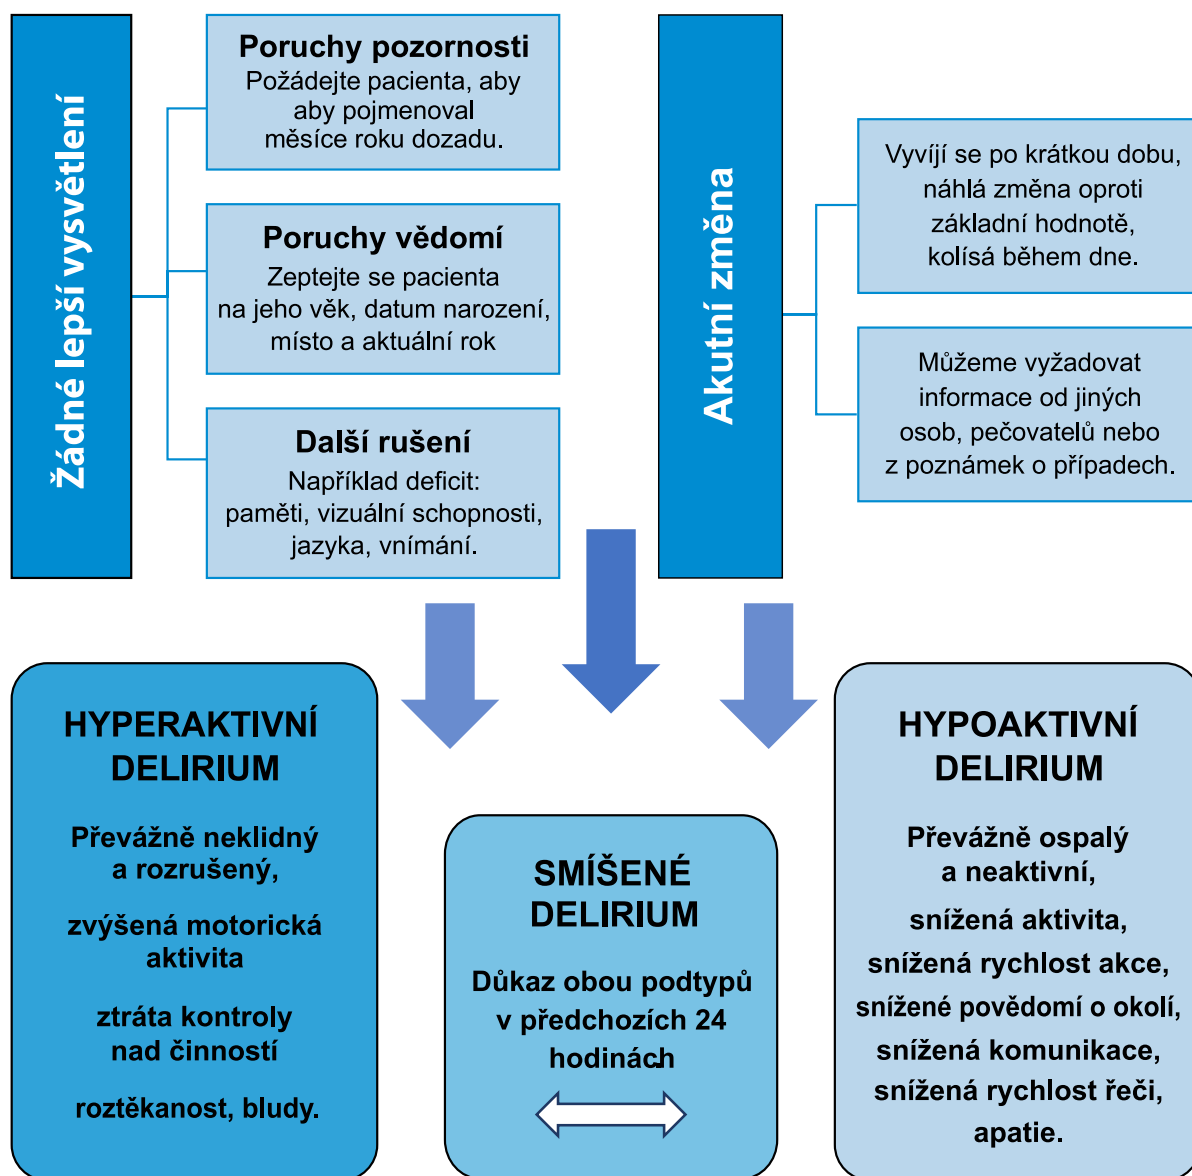 Žádné lepší vysvětlení
Poruchy pozornosti
Požádejte pacienta, aby
aby pojmenoval
měsíce roku dozadu.
Poruchy vědomí
Zeptejte se pacienta
na jeho věk, datum narození,
místo a aktuální rok
Další rušení
Například deficit:
paměti, vizuální schopnosti,
jazyka, vnímání.
Akutní změna
Vyvíjí se po krátkou dobu,
náhlá změna oproti
základní hodnotě,
kolísá během dne.
Můžeme vyžadovat
informace od jiných
osob, pečovatelů nebo
z poznámek o případech.
HYPERAKTIVNÍ
DELIRIUM
Převážně neklidný
a rozrušený,
zvýšená motorická
aktivita
ztráta kontroly
nad činností
roztěkanost, bludy.
SMÍŠENÉ
DELIRIUM
Důkaz obou podtypů
v předchozích 24
hodinách.
HYPOAKTIVNÍ
DELIRIUM
Převážně ospalý
a neaktivní,
snížená aktivita,
snížená rychlost akce,
snížené povědomí o okolí,
snížená komunikace,
snížená rychlost řeči,
apatie.